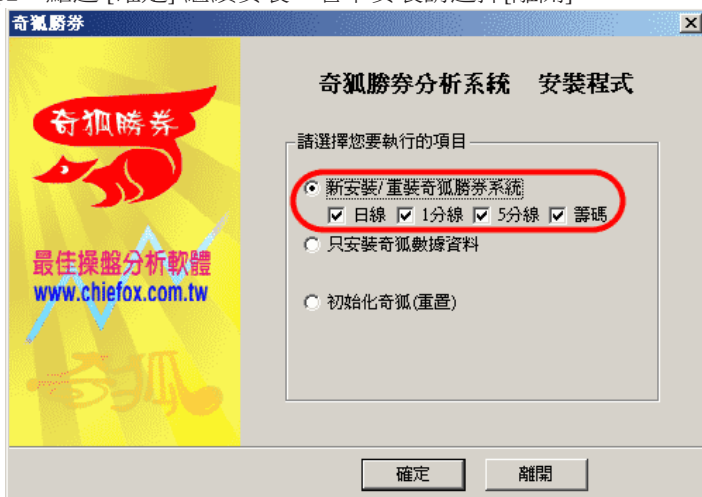 奇狐勝券
奇狐勝券分析系統 安裝程式
奇狐勝券
請選擇您要執行的項目
新安裝/重裝奇狐勝券系統
日線 1分線 5分線 籌碼
只安裝奇狐數據資料
初始化奇狐(重置)
最佳操盤分析軟體
www.chiefox.com.tw
奇狐
確定 離開